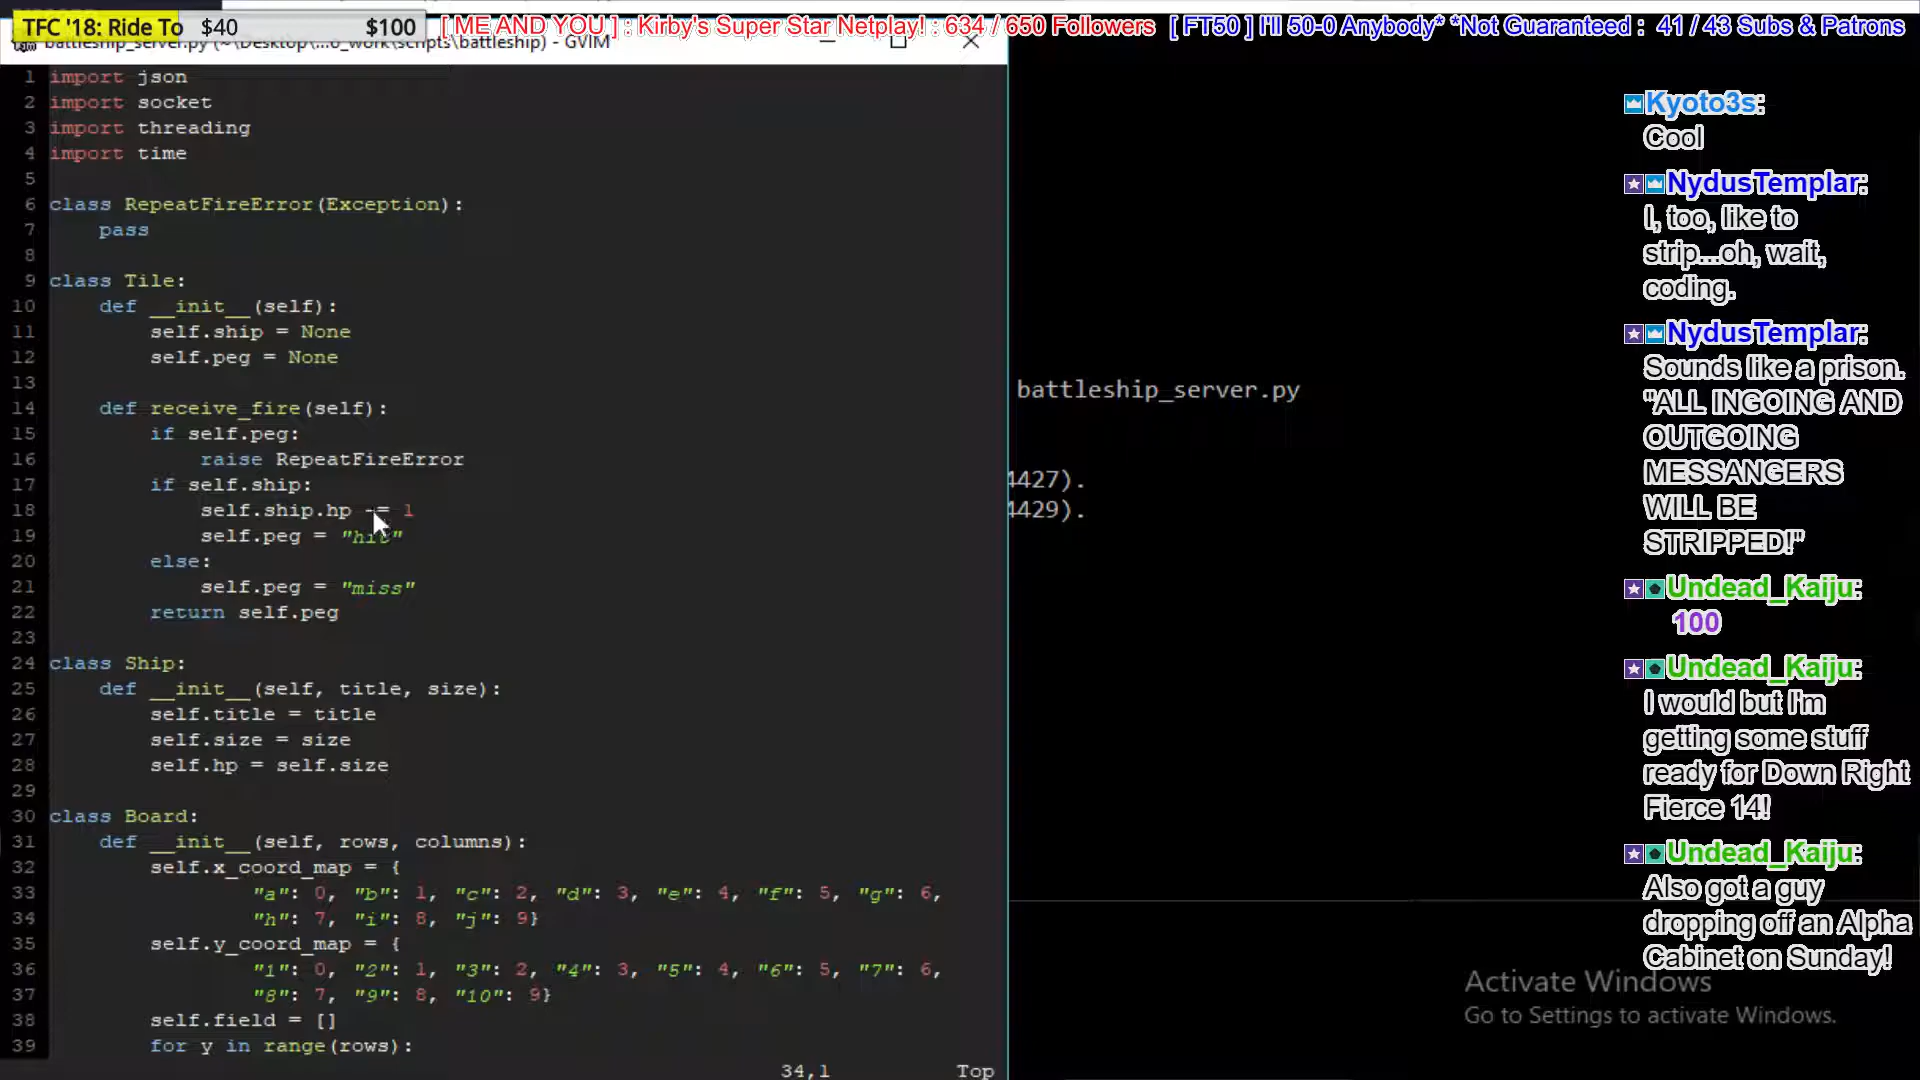 TFC '18: Ride To $40 $100 [ ME AND YOU ] : Kirby's Super Star Netplay! : 634 / 650 Followers [ FT50 ] I'll 50-0 Anybody* *Not Guaranteed : 41 / 43 Subs & Patrons
battleship_server.py (~\Desktop\...o_work\scripts\battleship) - GVIM
1 import json
2 import socket
3 import threading
4 import time
5
6 class RepeatFireError(Exception):
7 pass
8
9 class Tile:
10 def __init__(self):
11 self.ship = None
12 self.peg = None
13
14 def receive_fire(self):
15 if self.peg:
16 raise RepeatFireError
17 if self.ship:
18 self.ship.hp -= 1
19 self.peg = "hit"
20 else:
21 self.peg = "miss"
22 return self.peg
23
24 class Ship:
25 def __init__(self, title, size):
26 self.title = title
27 self.size = size
28 self.hp = self.size
29
30 class Board:
31 def __init__(self, rows, columns):
32 self.x_coord_map = {
33 "a": 0, "b": 1, "c": 2, "d": 3, "e": 4, "f": 5, "g": 6,
34 "h": 7, "i": 8, "j": 9}
35 self.y_coord_map = {
36 "1": 0, "2": 1, "3": 2, "4": 3, "5": 4, "6": 5, "7": 6,
37 "8": 7, "9": 8, "10": 9}
38 self.field = []
39 for y in range(rows):
34,1 Top
battleship_server.py
4427).
4429).
Kyoto3s:
Cool
NydusTemplar:
I, too, like to
strip...oh, wait,
coding.
NydusTemplar:
Sounds like a prison.
"ALL INGOING AND
OUTGOING
MESSANGERS
WILL BE
STRIPPED!"
Undead_Kaiju:
100
Undead_Kaiju:
I would but I'm
getting some stuff
ready for Down Right
Fierce 14!
Undead_Kaiju:
Also got a guy
dropping off an Alpha
Cabinet on Sunday!
Activate Windows
Go to Settings to activate Windows.